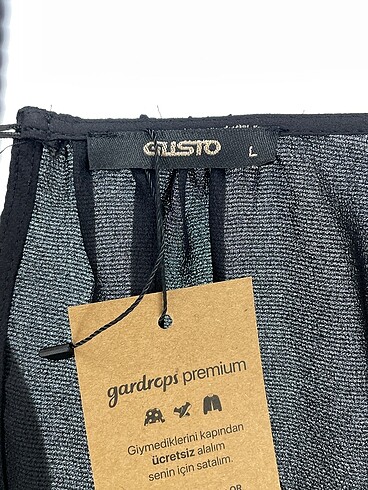 GUSTO
L
gardrops premium
Giymediklerini kapından
ücretsiz alalım
senin için satalım.